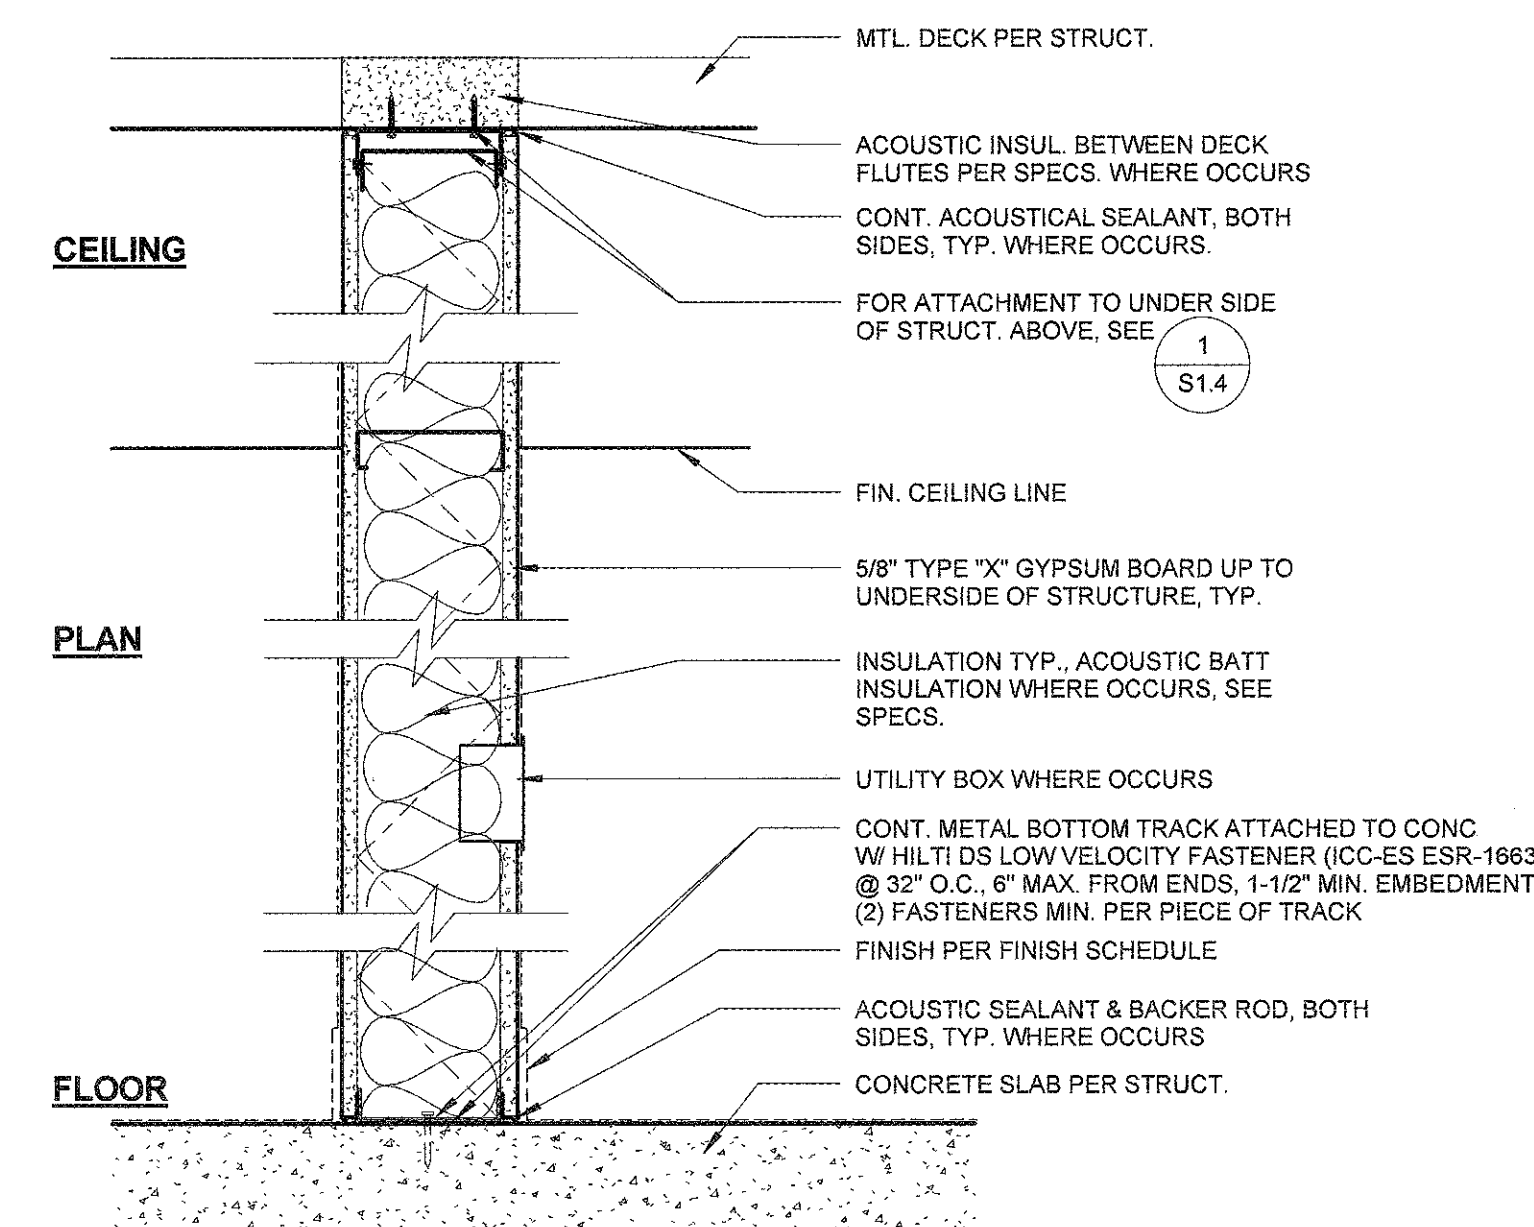 MTL. DECK PER STRUCT.
ACOUSTIC INSUL. BETWEEN DECK
FLUTES PER SPECS. WHERE OCCURS
CEILING
CONT. ACOUSTICAL SEALANT, BOTH
SIDES, TYP. WHERE OCCURS.
FOR ATTACHMENT TO UNDER SIDE
OF STRUCT. ABOVE, SEE
1
S1.4
FIN. CEILING LINE
5/8" TYPE "X" GYPSUM BOARD UP TO
UNDERSIDE OF STRUCTURE, TYP.
PLAN
INSULATION TYP., ACOUSTIC BATT
INSULATION WHERE OCCURS, SEE
SPECS.
UTILITY BOX WHERE OCCURS
CONT. METAL BOTTOM TRACK ATTACHED TO CONC
W/ HILTI DS LOW VELOCITY FASTENER (ICC-ES ESR-1663
@ 32" O.C., 6" MAX. FROM ENDS, 1-1/2" MIN. EMBEDMENT
(2) FASTENERS MIN. PER PIECE OF TRACK
FINISH PER FINISH SCHEDULE
ACOUSTIC SEALANT & BACKER ROD, BOTH
SIDES, TYP. WHERE OCCURS
FLOOR
CONCRETE SLAB PER STRUCT.